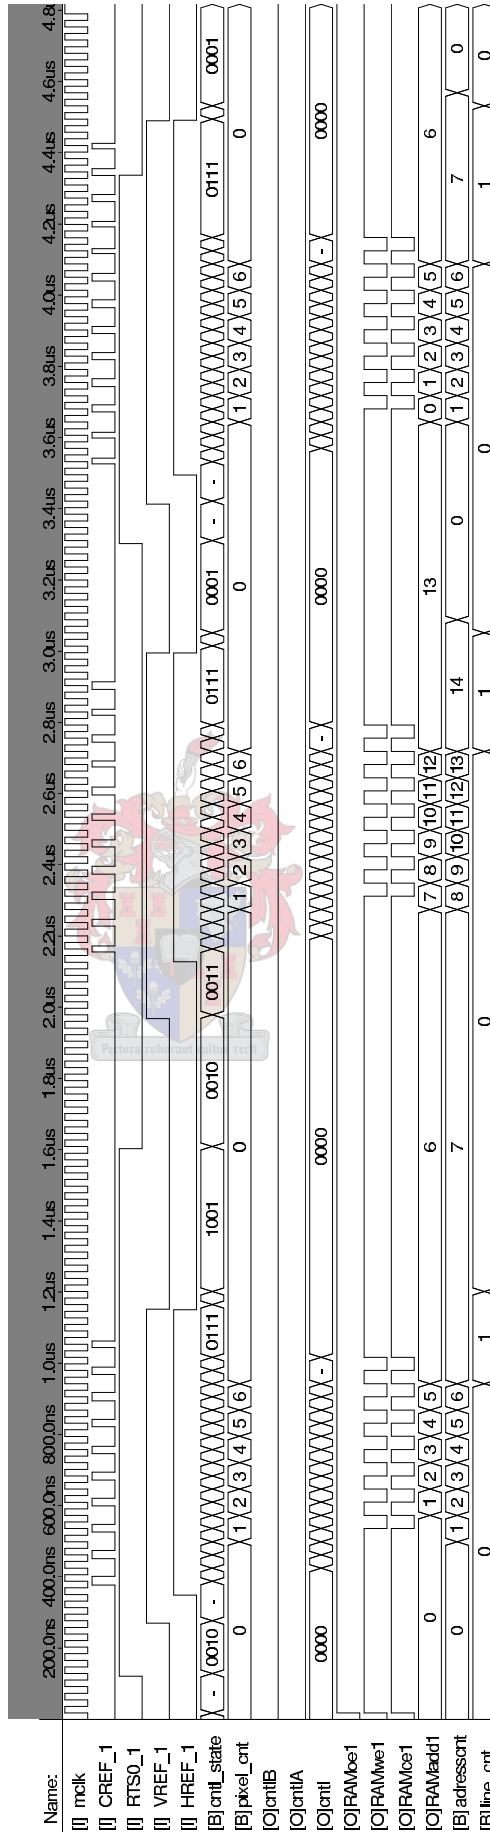 Name: 200.0ns 400.0ns 600.0ns 800.0ns 1.0us 1.2us 1.4us 1.6us 1.8us 2.0us 2.2us 2.4us 2.6us 2.8us 3.0us 3.2us 3.4us 3.6us 3.8us 4.0us 4.2us 4.4us 4.6us 4.8u
[I] mclk
[I] CREF_1
[I] RTS0_1
[I] VREF_1
[I] HREF_1
[B] cntl_state - 0010 - 0111 1001 0010 0011 0111 0001 - - 0111 0001
[B] pixel_cnt 0 1 2 3 4 5 6 0 1 2 3 4 5 6 0 1 2 3 4 5 6 0
[O] cntlB
[O] cntlA
[O] cntl 0000 - 0000 - 0000 - 0000
[O] RAMoe1
[O] RAMwe1
[O] RAMce1
[O] RAMadd1 0 1 2 3 4 5 6 7 8 9 10 11 12 13 0 1 2 3 4 5 6
[B] adresscnt 0 1 2 3 4 5 6 7 8 9 10 11 12 13 14 0 1 2 3 4 5 6 7 0
[B] line_cnt 0 1 0 1 0 1 0
Pectora roborant cultus recti